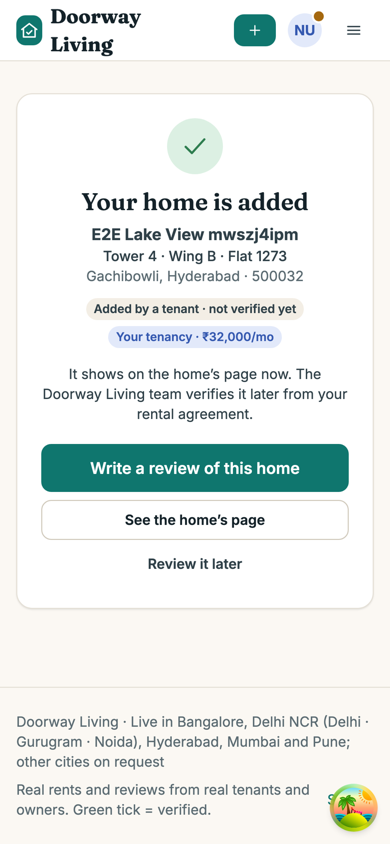 Doorway
Living
NU
Your home is added
E2E Lake View mwszj4ipm
Tower 4 · Wing B · Flat 1273
Gachibowli, Hyderabad · 500032
Added by a tenant · not verified yet
Your tenancy · ₹32,000/mo
It shows on the home’s page now. The
Doorway Living team verifies it later from your
rental agreement.
Write a review of this home
See the home’s page
Review it later
Doorway Living · Live in Bangalore, Delhi NCR (Delhi ·
Gurugram · Noida), Hyderabad, Mumbai and Pune;
other cities on request
Real rents and reviews from real tenants and
owners. Green tick = verified.